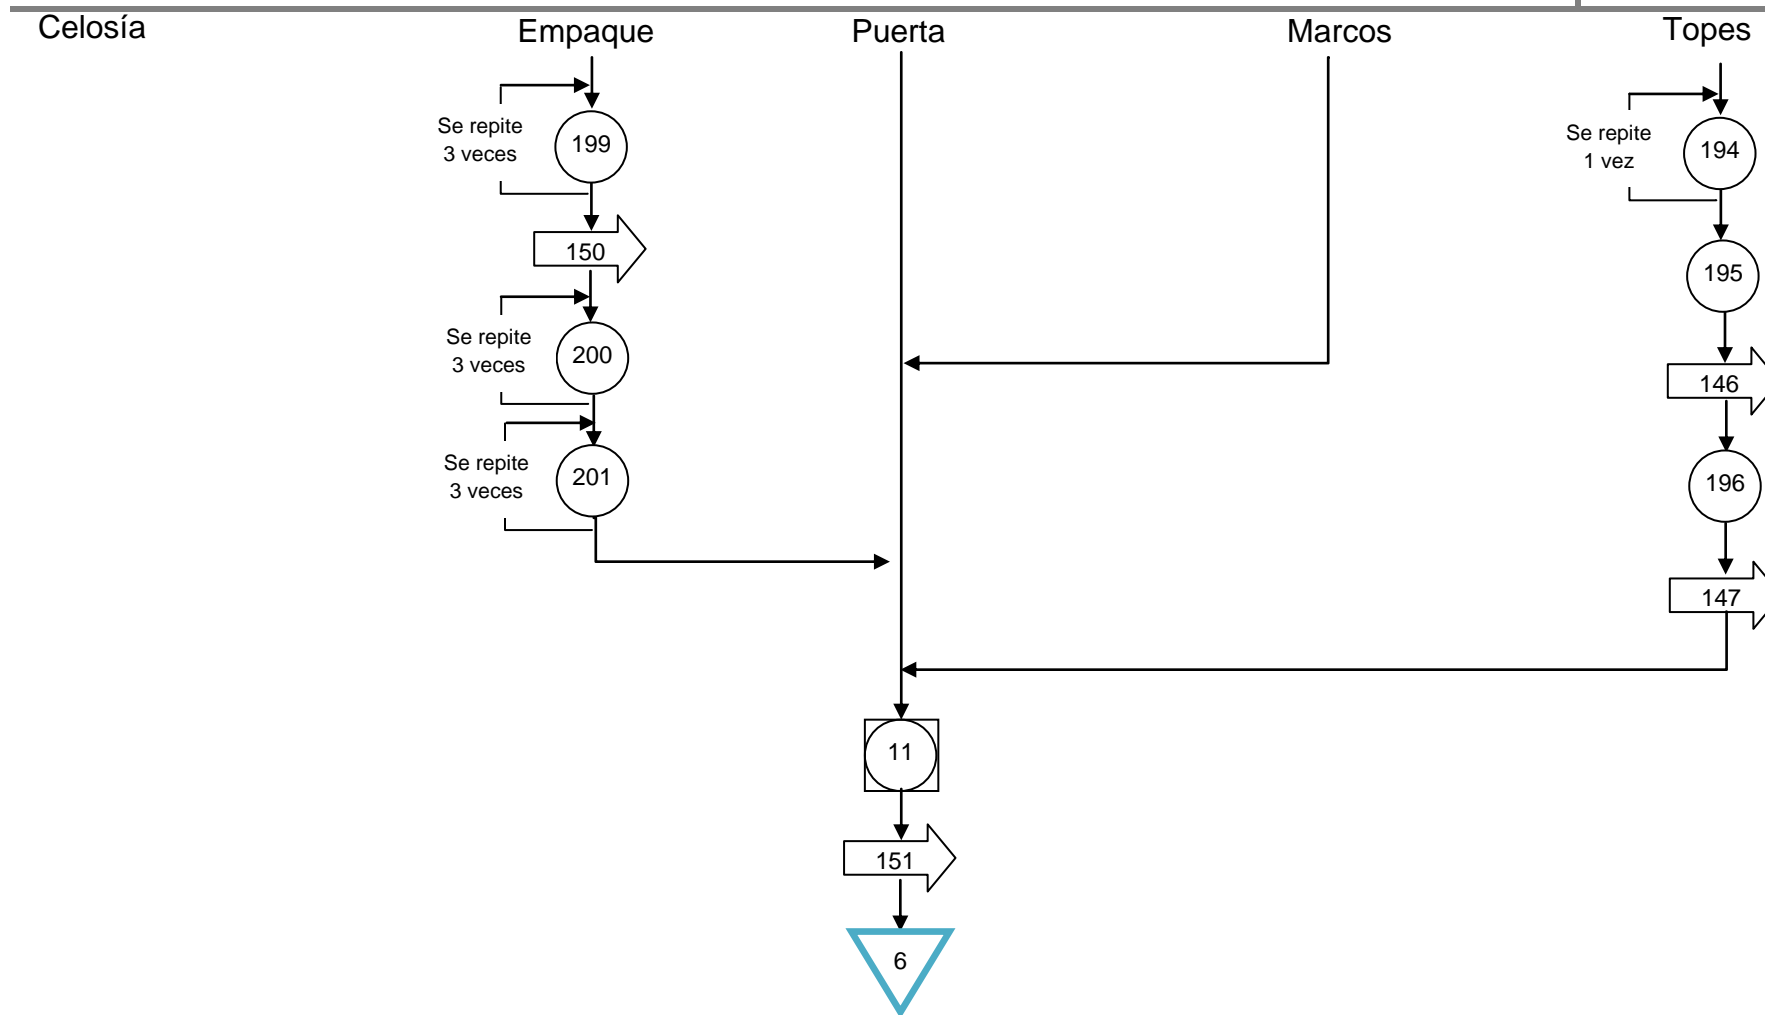 Celosía
Empaque
Puerta
Marcos
Topes
Se repite
3 veces
199
150
Se repite
3 veces
200
Se repite
3 veces
201
Se repite
1 vez
194
195
146
196
147
11
151
6